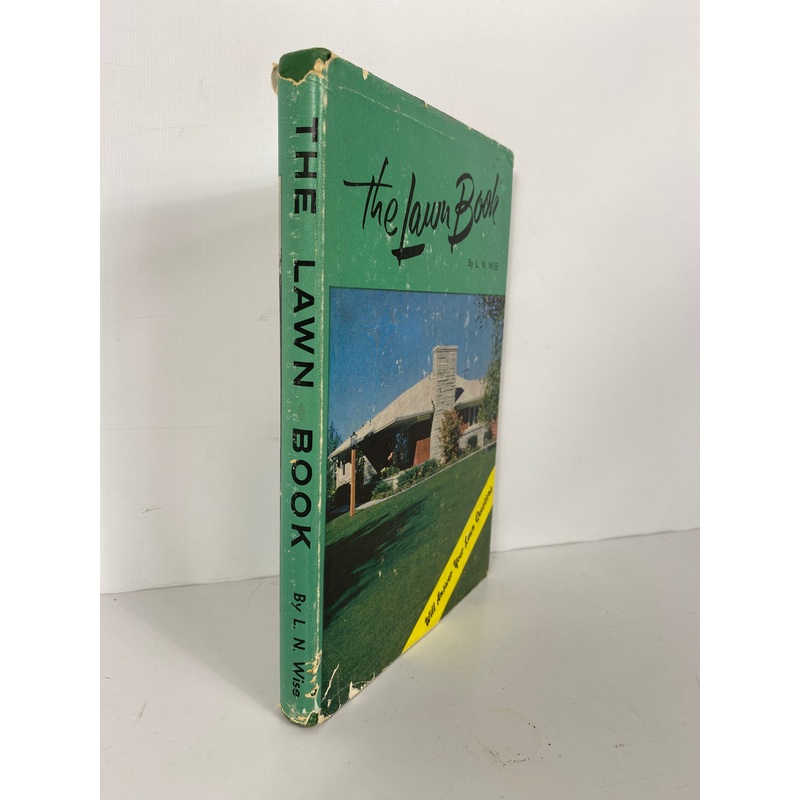 THE LAWN BOOK
By L. N. Wise
the Lawn Book
By L. N. WISE
Will Answer Your Lawn Questions